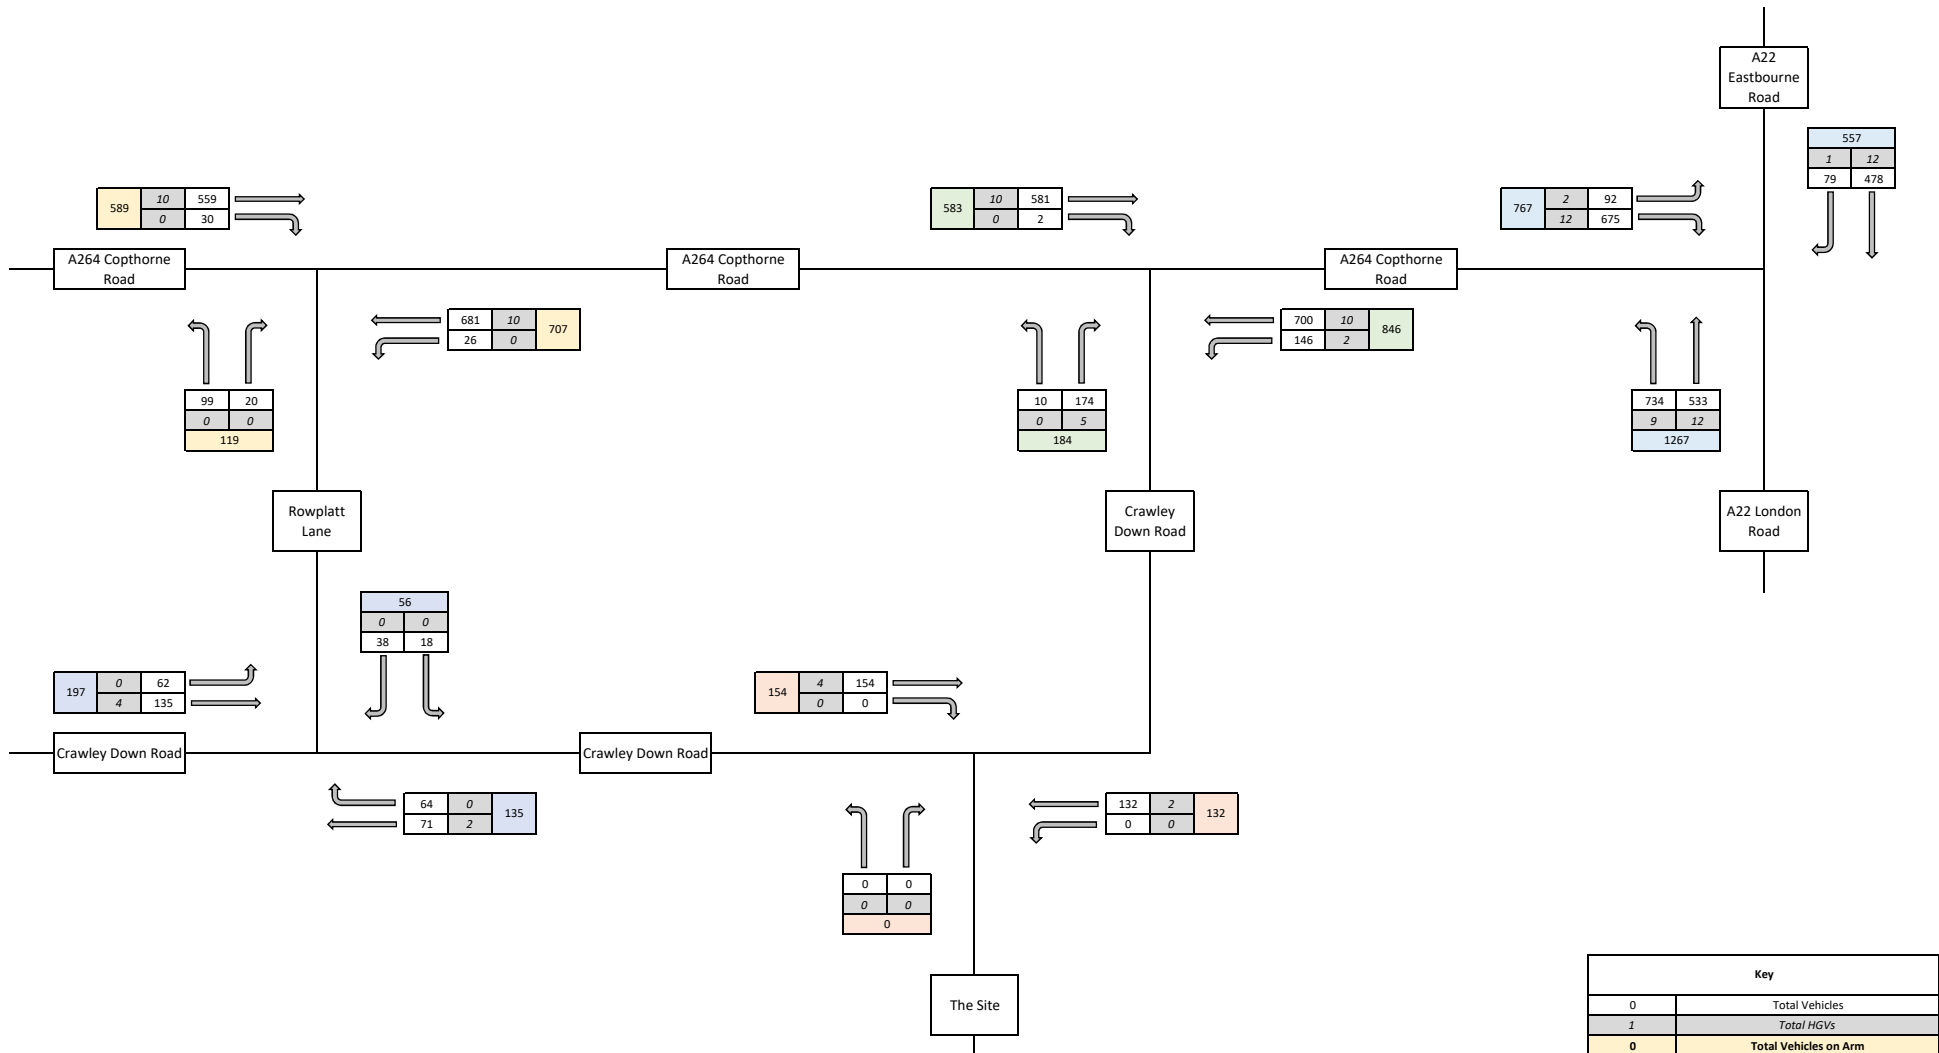 A22
Eastbourne
Road
557
1 12
79 478
589 10 559
0 30
583 10 581
0 2
767 2 92
12 675
A264 Copthorne
Road
A264 Copthorne
Road
A264 Copthorne
Road
681 10 707
26 0
700 10 846
146 2
99 20
0 0
119
10 174
0 5
184
734 533
9 12
1267
Rowplatt
Lane
Crawley
Down Road
A22 London
Road
56
0 0
38 18
197 0 62
4 135
154 4 154
0 0
Crawley Down Road
Crawley Down Road
64 0 135
71 2
132 2 132
0 0
0 0
0 0
0
The Site
Key
0 Total Vehicles
1 Total HGVs
0 Total Vehicles on Arm